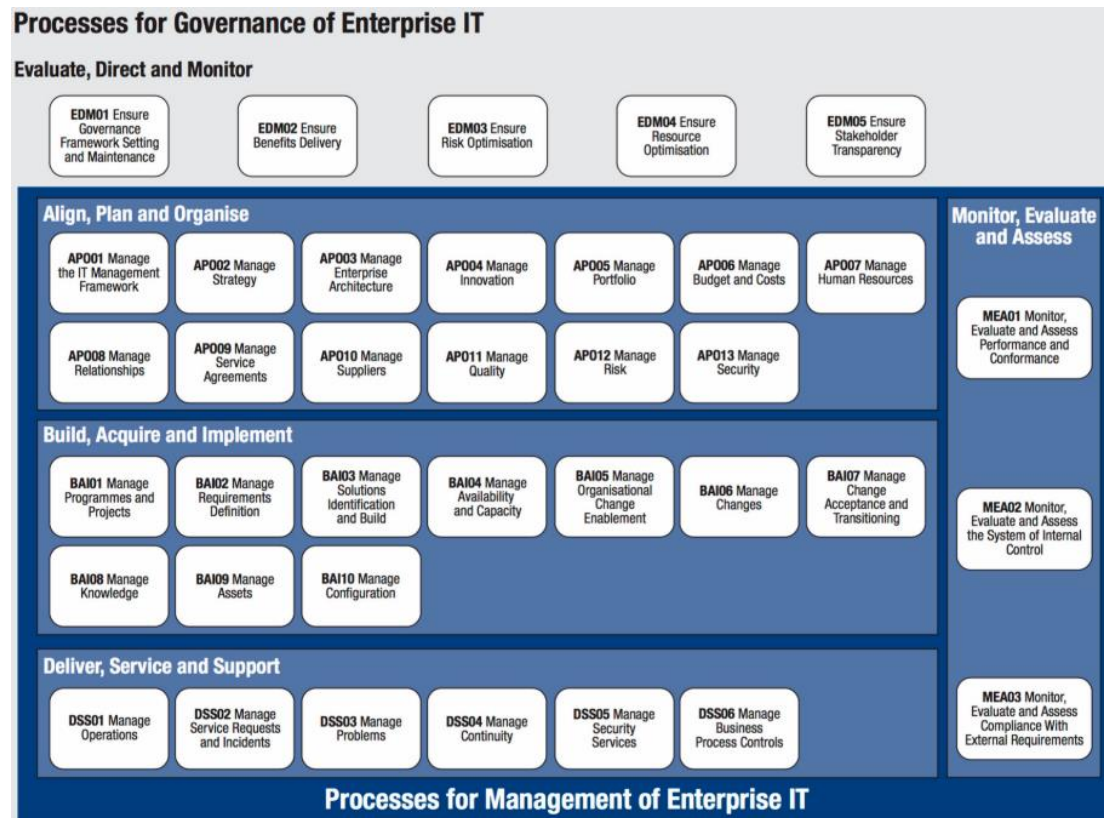 Processes for Governance of Enterprise IT
Evaluate, Direct and Monitor
EDM01 Ensure
Governance
Framework Setting
and Maintenance
EDM02 Ensure
Benefits Delivery
EDM03 Ensure
Risk Optimisation
EDM04 Ensure
Resource
Optimisation
EDM05 Ensure
Stakeholder
Transparency
Align, Plan and Organise
APO01 Manage
the IT Management
Framework
APO02 Manage
Strategy
APO03 Manage
Enterprise
Architecture
APO04 Manage
Innovation
APO05 Manage
Portfolio
APO06 Manage
Budget and Costs
APO07 Manage
Human Resources
APO08 Manage
Relationships
APO09 Manage
Service
Agreements
APO10 Manage
Suppliers
APO11 Manage
Quality
APO12 Manage
Risk
APO13 Manage
Security
Build, Acquire and Implement
BAI01 Manage
Programmes and
Projects
BAI02 Manage
Requirements
Definition
BAI03 Manage
Solutions
Identification
and Build
BAI04 Manage
Availability
and Capacity
BAI05 Manage
Organisational
Change
Enablement
BAI06 Manage
Changes
BAI07 Manage
Change
Acceptance and
Transitioning
BAI08 Manage
Knowledge
BAI09 Manage
Assets
BAI10 Manage
Configuration
Deliver, Service and Support
DSS01 Manage
Operations
DSS02 Manage
Service Requests
and Incidents
DSS03 Manage
Problems
DSS04 Manage
Continuity
DSS05 Manage
Security
Services
DSS06 Manage
Business
Process Controls
Monitor, Evaluate
and Assess
MEA01 Monitor,
Evaluate and Assess
Performance and
Conformance
MEA02 Monitor,
Evaluate and Assess
the System of Internal
Control
MEA03 Monitor,
Evaluate and Assess
Compliance With
External Requirements
Processes for Management of Enterprise IT